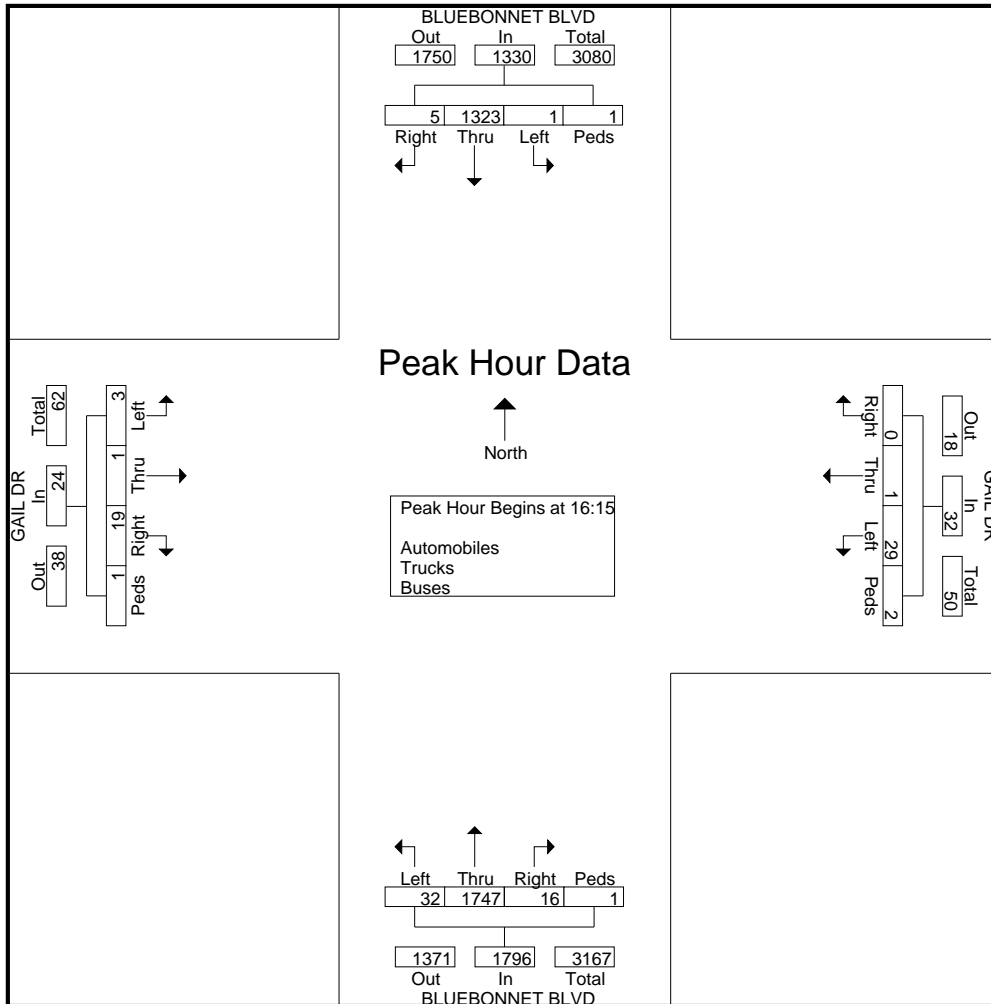 BLUEBONNET BLVD
Out In Total
1750 1330 3080
5 1323 1 1
Right Thru Left Peds
Peak Hour Data
North
Peak Hour Begins at 16:15
Automobiles
Trucks
Buses
GAIL DR
Total In Out
62 24 38
3 1 19 1
Left Thru Right Peds
Right Thru Left Peds
0 1 29 2
18 32 50
Out In Total
GAIL DR
Left Thru Right Peds
32 1747 16 1
1371 1796 3167
Out In Total
BLUEBONNET BLVD